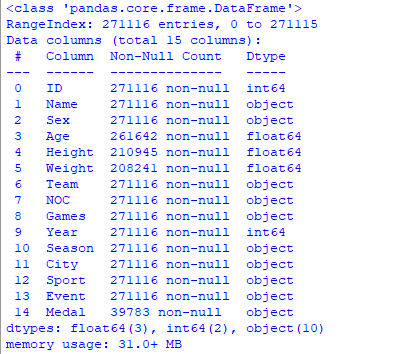 <class 'pandas.core.frame.DataFrame'>
RangeIndex: 271116 entries, 0 to 271115
Data columns (total 15 columns):
 #   Column  Non-Null Count   Dtype
---  ------  --------------   -----
 0   ID      271116 non-null  int64
 1   Name    271116 non-null  object
 2   Sex     271116 non-null  object
 3   Age     261642 non-null  float64
 4   Height  210945 non-null  float64
 5   Weight  208241 non-null  float64
 6   Team    271116 non-null  object
 7   NOC     271116 non-null  object
 8   Games   271116 non-null  object
 9   Year    271116 non-null  int64
 10  Season  271116 non-null  object
 11  City    271116 non-null  object
 12  Sport   271116 non-null  object
 13  Event   271116 non-null  object
 14  Medal   39783 non-null   object
dtypes: float64(3), int64(2), object(10)
memory usage: 31.0+ MB